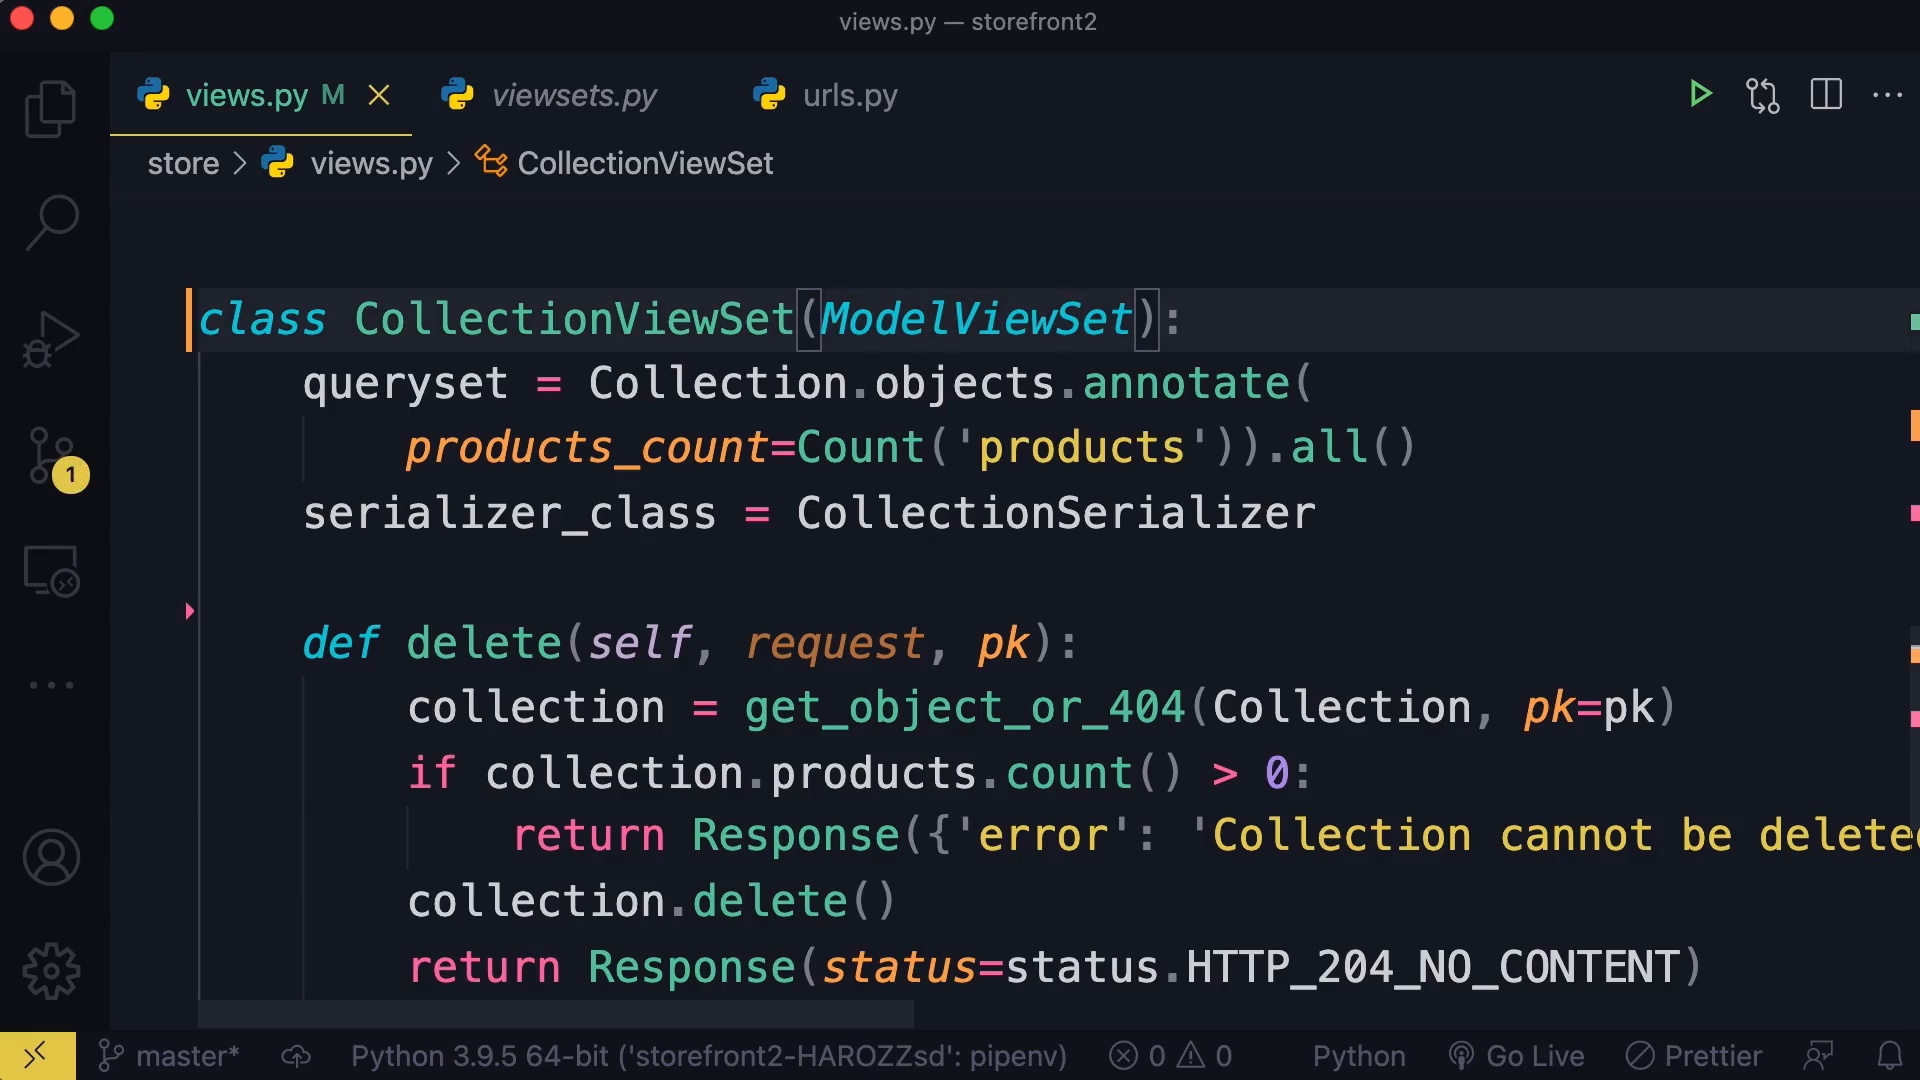 views.py — storefront2
views.py M
viewsets.py
urls.py
store > views.py > CollectionViewSet
class CollectionViewSet(ModelViewSet):
queryset = Collection.objects.annotate(
products_count=Count('products')).all()
serializer_class = CollectionSerializer
def delete(self, request, pk):
collection = get_object_or_404(Collection, pk=pk)
if collection.products.count() > 0:
return Response({'error': 'Collection cannot be delete
collection.delete()
return Response(status=status.HTTP_204_NO_CONTENT)
1
master* Python 3.9.5 64-bit ('storefront2-HAROZZsd': pipenv) 0 0 Python Go Live Prettier